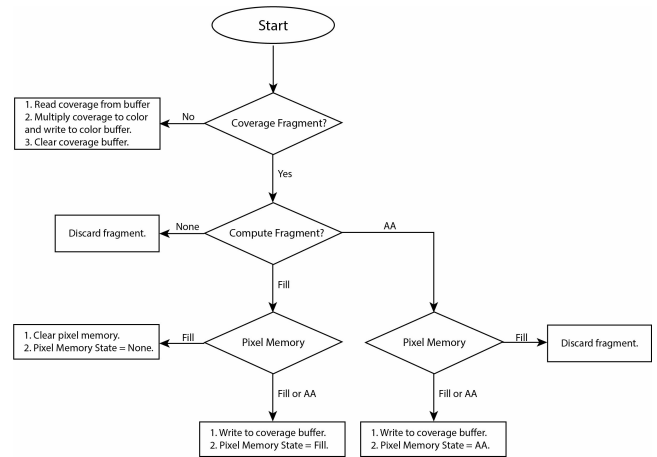 Start
1. Read coverage from buffer
2. Multiply coverage to color
and write to color buffer.
3. Clear coverage buffer.
No
Coverage Fragment?
Yes
Discard fragment.
None
Compute Fragment?
AA
Fill
1. Clear pixel memory.
2. Pixel Memory State = None.
Fill
Pixel Memory
Pixel Memory
Fill
Discard fragment.
Fill or AA
Fill or AA
1. Write to coverage buffer.
2. Pixel Memory State = Fill.
1. Write to coverage buffer.
2. Pixel Memory State = AA.